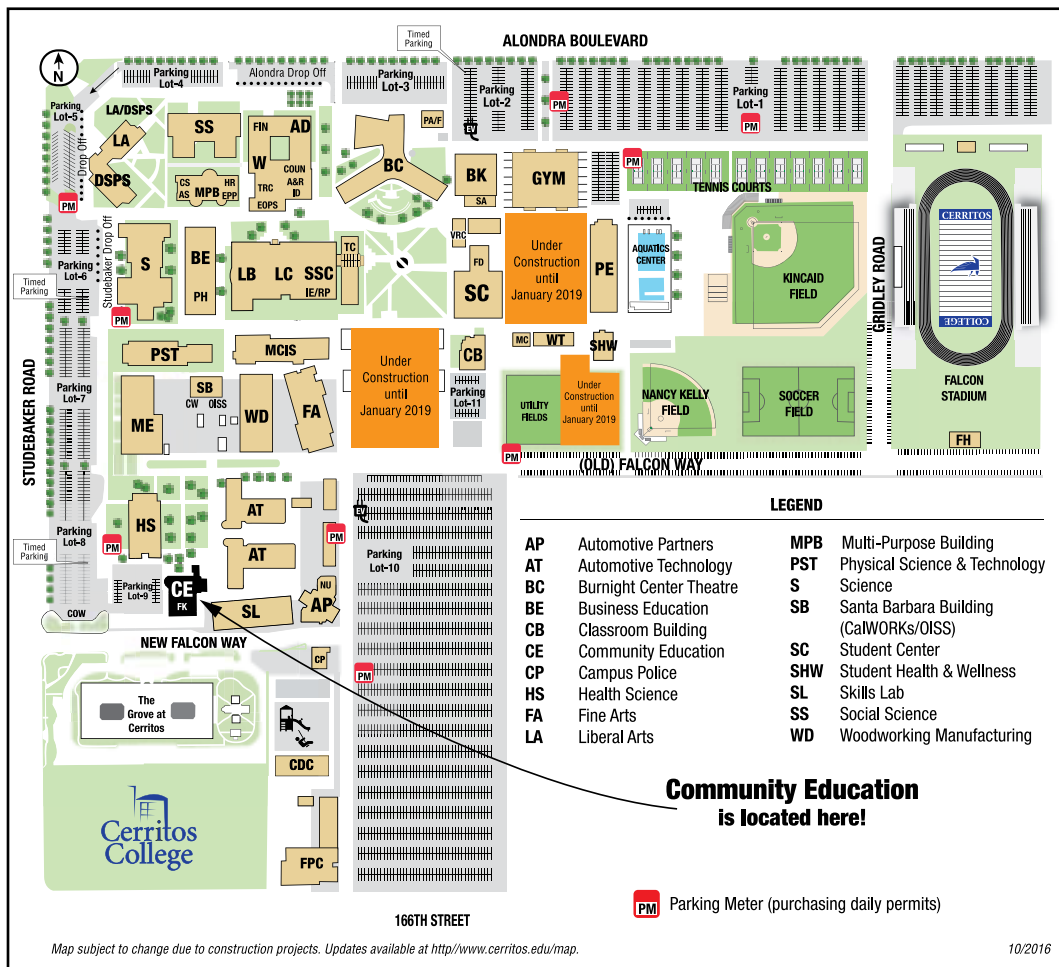 ALONDRA BOULEVARD
Timed
Parking
N
Parking
Lot-4
Alondra Drop Off
Parking
Lot-3
Parking
Lot-2
Parking
Lot-1
PM
PM
Parking
Lot-5
LA/DSPS
LA
DSPS
Drop Off
PM
SS
FIN
AD
W
COUN
A&R
ID
TRC
EOPS
CS
AS
MPB
HR
EPP
PA/F
EV
BC
BK
SA
GYM
PM
TENNIS COURTS
Parking
Lot-6
Timed
Parking
Studebaker Drop Off
S
PM
BE
PH
LB
LC
SSC
IE/RP
TC
VRC
FD
SC
Under
Construction
until
January 2019
PE
AQUATICS
CENTER
KINCAID
FIELD
GRIDLEY ROAD
CERRITOS
COLLEGE
FALCON
STADIUM
FH
STUDEBAKER ROAD
PST
MCIS
Under
Construction
until
January 2019
CB
Parking
Lot-11
MC
WT
SHW
UTILITY
FIELDS
Under
Construction
until
January 2019
NANCY KELLY
FIELD
SOCCER
FIELD
Parking
Lot-7
ME
SB
CW
OISS
WD
FA
PM
(OLD) FALCON WAY
Parking
Lot-8
Timed
Parking
HS
PM
AT
AT
PM
EV
Parking
Lot-10
Parking
Lot-9
CE
FK
SL
NU
AP
COW
NEW FALCON WAY
CP
PM
The
Grove at
Cerritos
CDC
FPC
Cerritos
College
LEGEND
AP Automotive Partners
AT Automotive Technology
BC Burnight Center Theatre
BE Business Education
CB Classroom Building
CE Community Education
CP Campus Police
HS Health Science
FA Fine Arts
LA Liberal Arts
MPB Multi-Purpose Building
PST Physical Science & Technology
S Science
SB Santa Barbara Building
(CalWORKs/OISS)
SC Student Center
SHW Student Health & Wellness
SL Skills Lab
SS Social Science
WD Woodworking Manufacturing
Community Education
is located here!
PM Parking Meter (purchasing daily permits)
166TH STREET
Map subject to change due to construction projects. Updates available at http//www.cerritos.edu/map.
10/2016